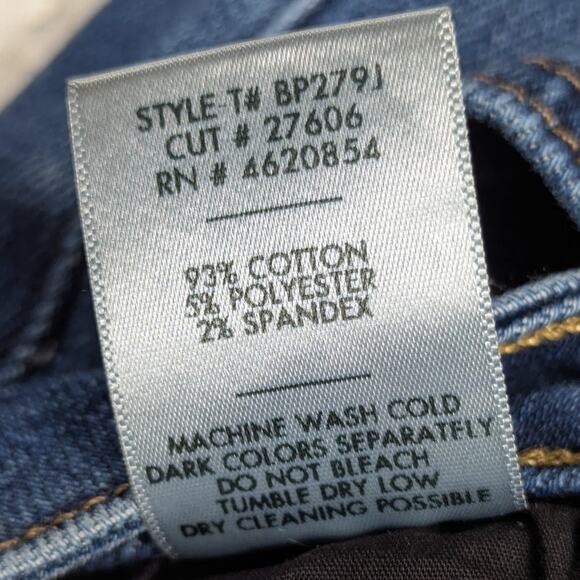 STYLE T# BP279J
CUT # 27606
RN # 4620854
93% COTTON
5% POLYESTER
2% SPANDEX
MACHINE WASH COLD
DARK COLORS SEPARATELY
DO NOT BLEACH
TUMBLE DRY LOW
DRY CLEANING POSSIBLE